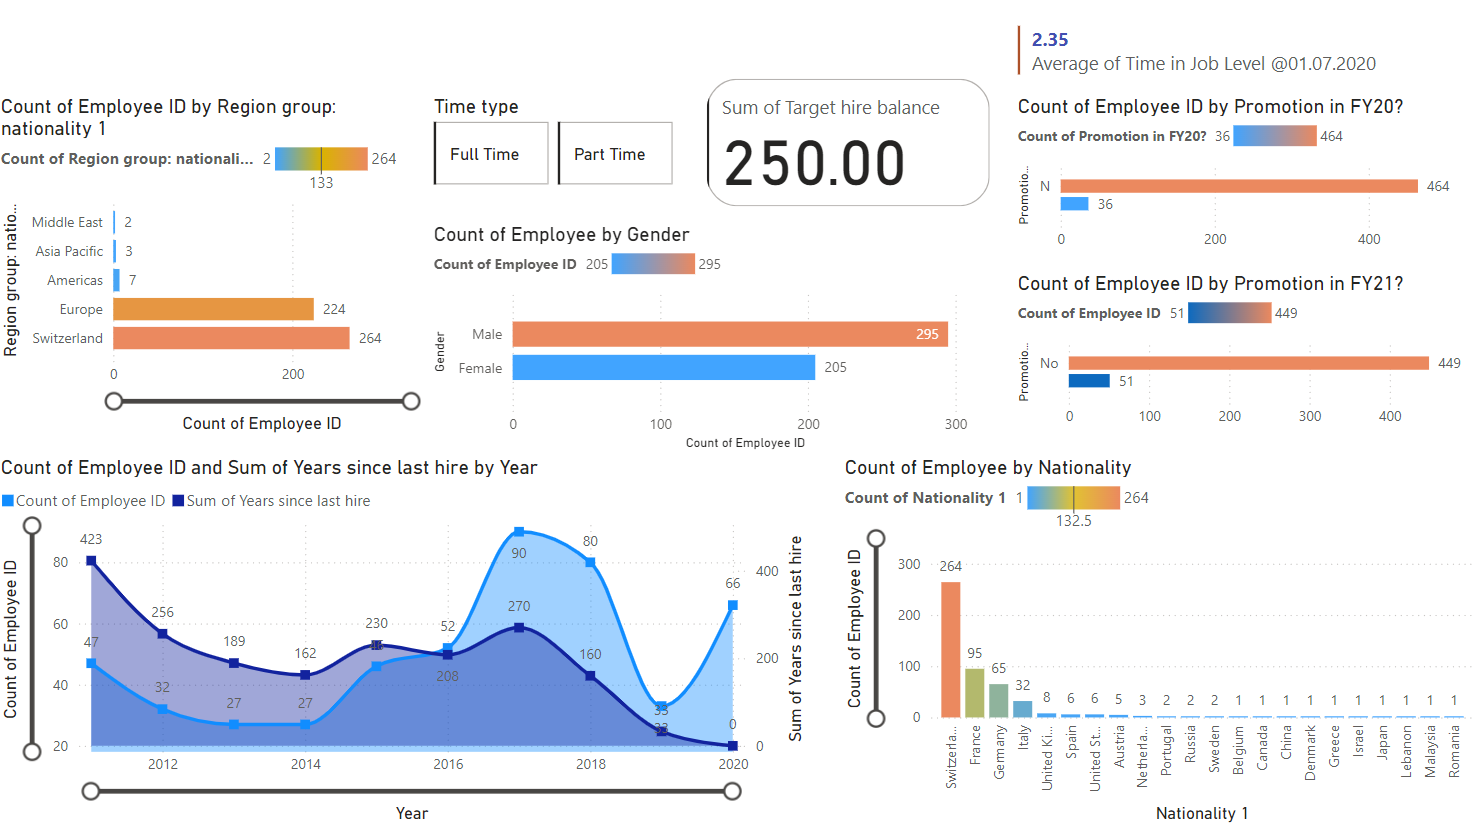 2.35
Average of Time in Job Level @01.07.2020
Count of Employee ID by Region group:
nationality 1
Count of Region group: nationali... 2 264
133
Region group: natio...
Middle East 2
Asia Pacific 3
Americas 7
Europe 224
Switzerland 264
0 200
Count of Employee ID
Time type
Full Time
Part Time
Sum of Target hire balance
250.00
Count of Employee by Gender
Count of Employee ID 205 295
Gender
Male 295
Female 205
0 100 200 300
Count of Employee ID
Count of Employee ID by Promotion in FY20?
Count of Promotion in FY20? 36 464
Promotio...
N 464
36
0 200 400
Count of Employee ID by Promotion in FY21?
Count of Employee ID 51 449
Promotio...
No 449
51
0 100 200 300 400
Count of Employee ID and Sum of Years since last hire by Year
Count of Employee ID Sum of Years since last hire
Count of Employee ID
80
60
40
20
423
256
189
162
230
208
270
160
33
0
47
32
27
27
46
52
90
80
33
66
400
200
0
Sum of Years since last hire
2012 2014 2016 2018 2020
Year
Count of Employee by Nationality
Count of Nationality 1 1 264
132.5
Count of Employee ID
300
200
100
0
264 95 65 32 8 6 6 5 3 2 2 2 1 1 1 1 1 1 1 1 1 1
Switzerla...
France
Germany
Italy
United Ki...
Spain
United St...
Austria
Netherla...
Portugal
Russia
Sweden
Belgium
Canada
China
Denmark
Greece
Israel
Japan
Lebanon
Malaysia
Romania
Nationality 1